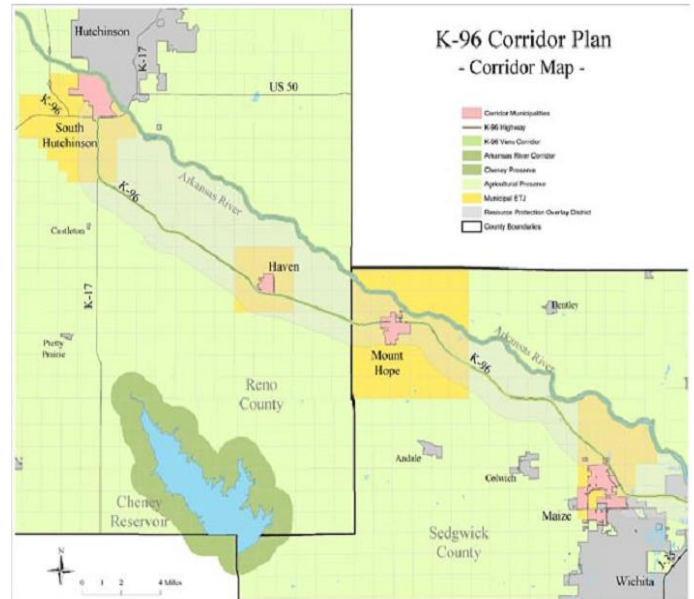 K-96 Corridor Plan
- Corridor Map -
Corridor Municipalities
K-96 Highway
K-96 View Corridor
Arkansas River Corridor
Cheney Preserve
Agricultural Preserve
Municipal ETJ
Resource Protection Overlay District
County Boundaries
Hutchinson
K-17
US 50
K-96
South
Hutchinson
K-96
Arkansas River
Castleton
Haven
K-17
Bentley
Arkansas River
Pretty
Prairie
Mount
Hope
K-96
Reno
County
Andale
Colwich
Cheney
Reservoir
Maize
Sedgwick
County
N
0 1 2 4 Miles
Wichita